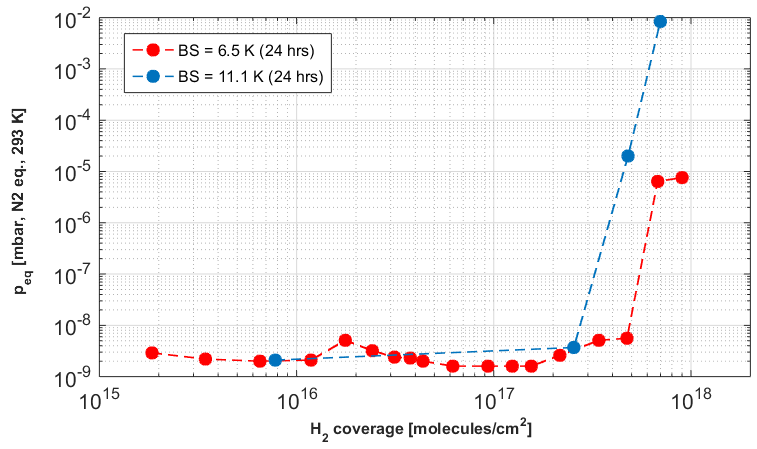 10^-2
BS = 6.5 K (24 hrs)
BS = 11.1 K (24 hrs)
10^-3
10^-4
10^-5
10^-6
10^-7
10^-8
10^-9
p_eq [mbar, N2 eq., 293 K]
10^15 10^16 10^17 10^18
H_2 coverage [molecules/cm^2]